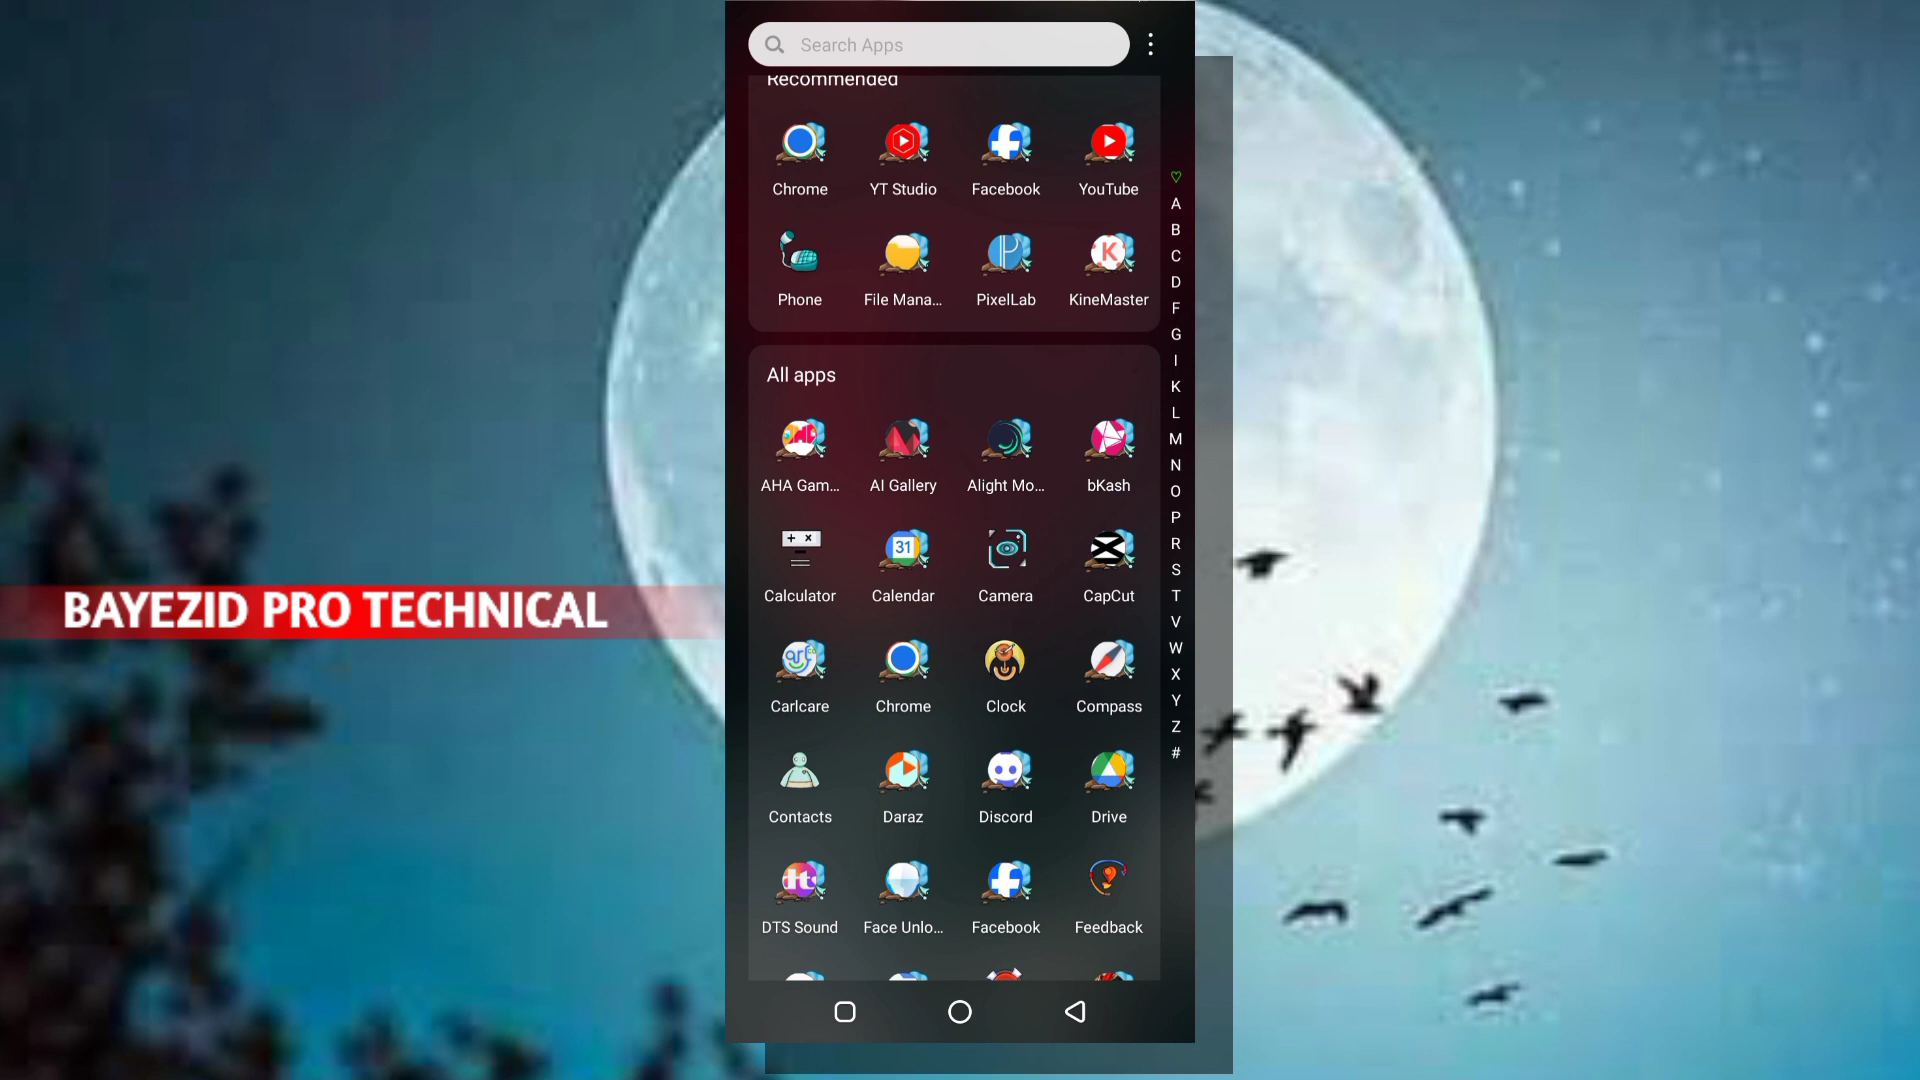 Search Apps
Recommended
Chrome
YT Studio
Facebook
YouTube
Phone
File Mana...
PixelLab
K
KineMaster
All apps
AHA Gam...
AI Gallery
Alight Mo...
bKash
+ ×
31
Calculator
Calendar
Camera
CapCut
Carlcare
Chrome
Clock
Compass
Contacts
Daraz
Discord
Drive
dts
DTS Sound
Face Unlo...
Facebook
Feedback
A
B
C
D
F
G
I
K
L
M
N
O
P
R
S
T
V
W
X
Y
Z
#
BAYEZID PRO TECHNICAL